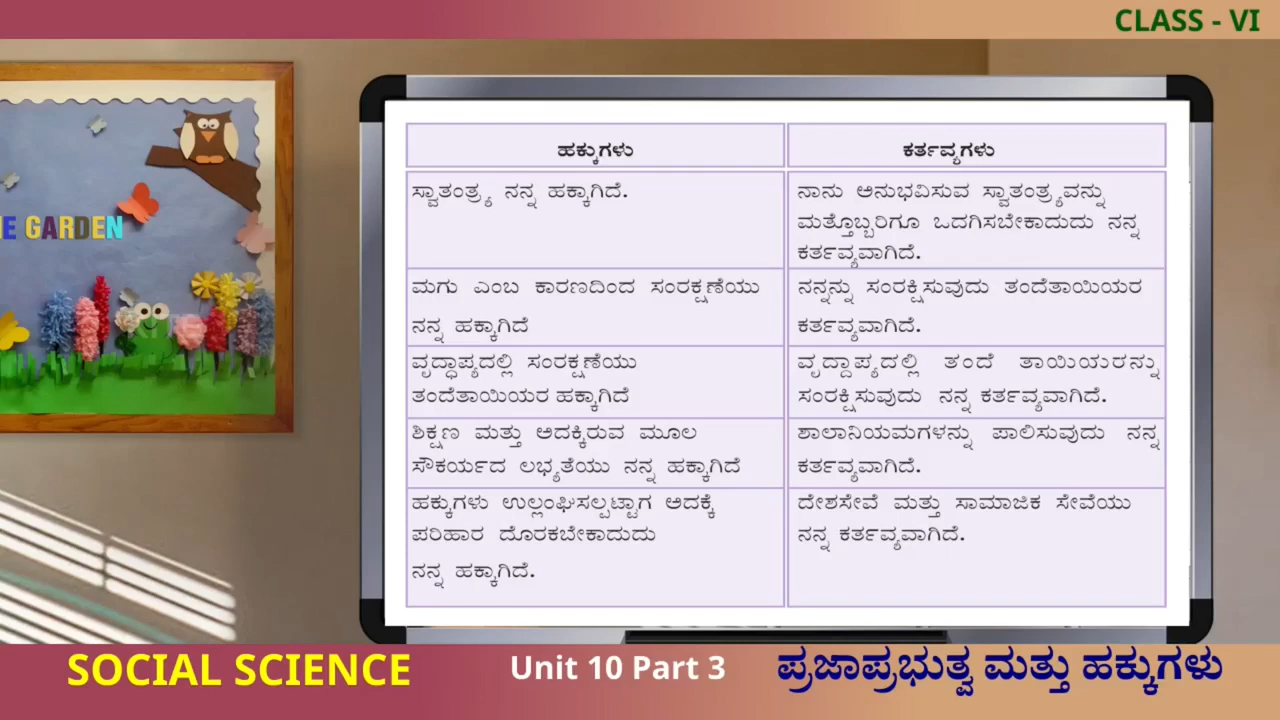 CLASS - VI
E GARDEN
ಹಕ್ಕುಗಳು
ಕರ್ತವ್ಯಗಳು
ಸ್ವಾತಂತ್ರ್ಯ ನನ್ನ ಹಕ್ಕಾಗಿದೆ.
ನಾನು ಅನುಭವಿಸುವ ಸ್ವಾತಂತ್ರ್ಯವನ್ನು
ಮತ್ತೊಬ್ಬರಿಗೂ ಒದಗಿಸಬೇಕಾದುದು ನನ್ನ
ಕರ್ತವ್ಯವಾಗಿದೆ.
ಮಗು ಎಂಬ ಕಾರಣದಿಂದ ಸಂರಕ್ಷಣೆಯು
ನನ್ನ ಹಕ್ಕಾಗಿದೆ
ನನ್ನನ್ನು ಸಂರಕ್ಷಿಸುವುದು ತಂದೆತಾಯಿಯರ
ಕರ್ತವ್ಯವಾಗಿದೆ.
ವೃದ್ಧಾಪ್ಯದಲ್ಲಿ ಸಂರಕ್ಷಣೆಯು
ತಂದೆತಾಯಿಯರ ಹಕ್ಕಾಗಿದೆ
ವೃದ್ದಾಪ್ಯದಲ್ಲಿ ತಂದೆ ತಾಯಿಯರನ್ನು
ಸಂರಕ್ಷಿಸುವುದು ನನ್ನ ಕರ್ತವ್ಯವಾಗಿದೆ.
ಶಿಕ್ಷಣ ಮತ್ತು ಅದಕ್ಕಿರುವ ಮೂಲ
ಸೌಕರ್ಯದ ಲಭ್ಯತೆಯು ನನ್ನ ಹಕ್ಕಾಗಿದೆ
ಶಾಲಾನಿಯಮಗಳನ್ನು ಪಾಲಿಸುವುದು ನನ್ನ
ಕರ್ತವ್ಯವಾಗಿದೆ.
ಹಕ್ಕುಗಳು ಉಲ್ಲಂಘಿಸಲ್ಪಟ್ಟಾಗ ಅದಕ್ಕೆ
ಪರಿಹಾರ ದೊರಕಬೇಕಾದುದು
ನನ್ನ ಹಕ್ಕಾಗಿದೆ.
ದೇಶಸೇವೆ ಮತ್ತು ಸಾಮಾಜಿಕ ಸೇವೆಯು
ನನ್ನ ಕರ್ತವ್ಯವಾಗಿದೆ.
SOCIAL SCIENCE
Unit 10 Part 3
ಪ್ರಜಾಪ್ರಭುತ್ವ ಮತ್ತು ಹಕ್ಕುಗಳು